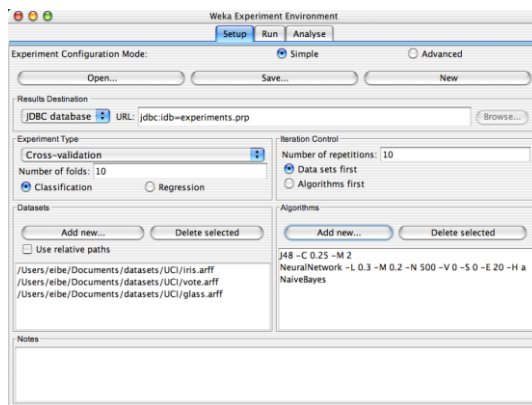 Weka Experiment Environment
Setup Run Analyse
Experiment Configuration Mode: Simple Advanced
Open... Save... New
Results Destination
JDBC database URL: jdbc:idb=experiments.prp Browse...
Experiment Type
Cross-validation
Number of folds: 10
Classification Regression
Iteration Control
Number of repetitions: 10
Data sets first
Algorithms first
Datasets
Add new... Delete selected
Use relative paths
/Users/eibe/Documents/datasets/UCI/iris.arff
/Users/eibe/Documents/datasets/UCI/vote.arff
/Users/eibe/Documents/datasets/UCI/glass.arff
Algorithms
Add new... Delete selected
J48 -C 0.25 -M 2
NeuralNetwork -L 0.3 -M 0.2 -N 500 -V 0 -S 0 -E 20 -H a
NaiveBayes
Notes